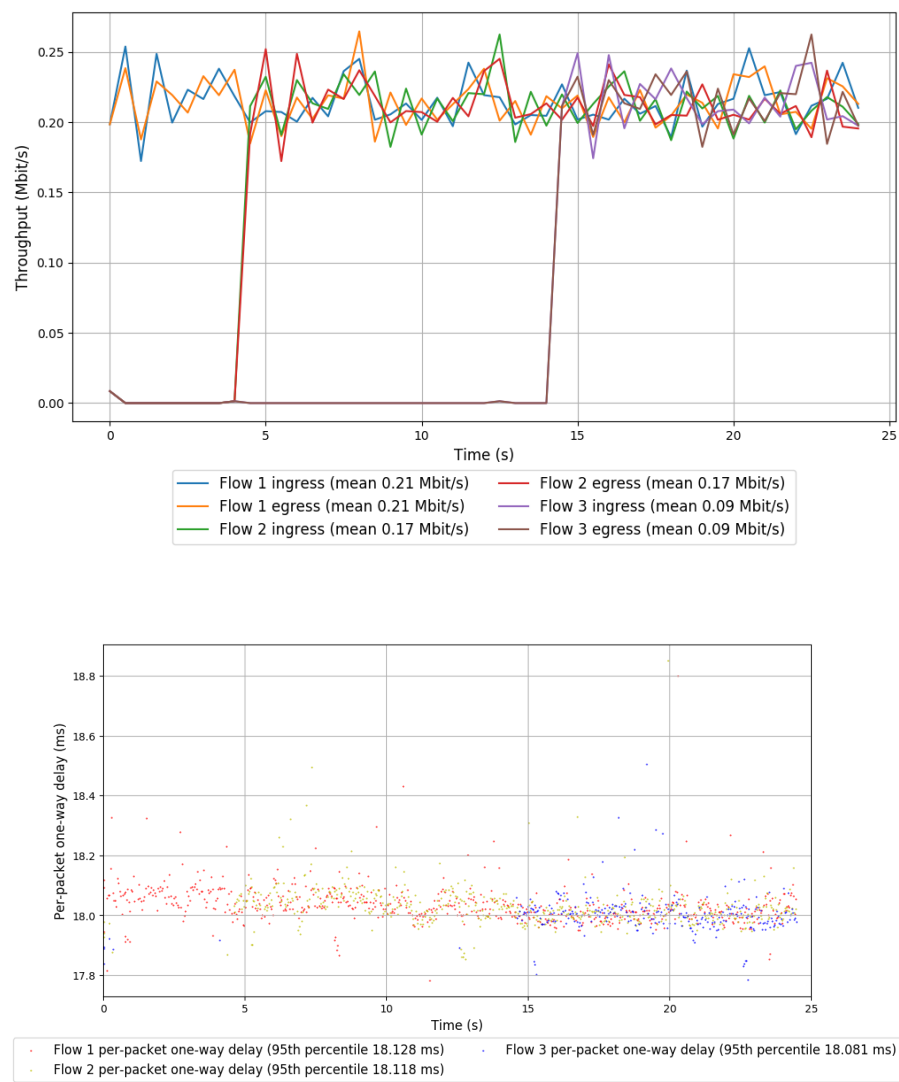 0.25
0.20
0.15
0.10
0.05
0.00
Throughput (Mbit/s)
0 5 10 15 20 25
Time (s)
Flow 1 ingress (mean 0.21 Mbit/s) Flow 2 egress (mean 0.17 Mbit/s)
Flow 1 egress (mean 0.21 Mbit/s) Flow 3 ingress (mean 0.09 Mbit/s)
Flow 2 ingress (mean 0.17 Mbit/s) Flow 3 egress (mean 0.09 Mbit/s)
18.8
18.6
18.4
18.2
18.0
17.8
Per-packet one-way delay (ms)
0 5 10 15 20 25
Time (s)
Flow 1 per-packet one-way delay (95th percentile 18.128 ms) Flow 3 per-packet one-way delay (95th percentile 18.081 ms)
Flow 2 per-packet one-way delay (95th percentile 18.118 ms)